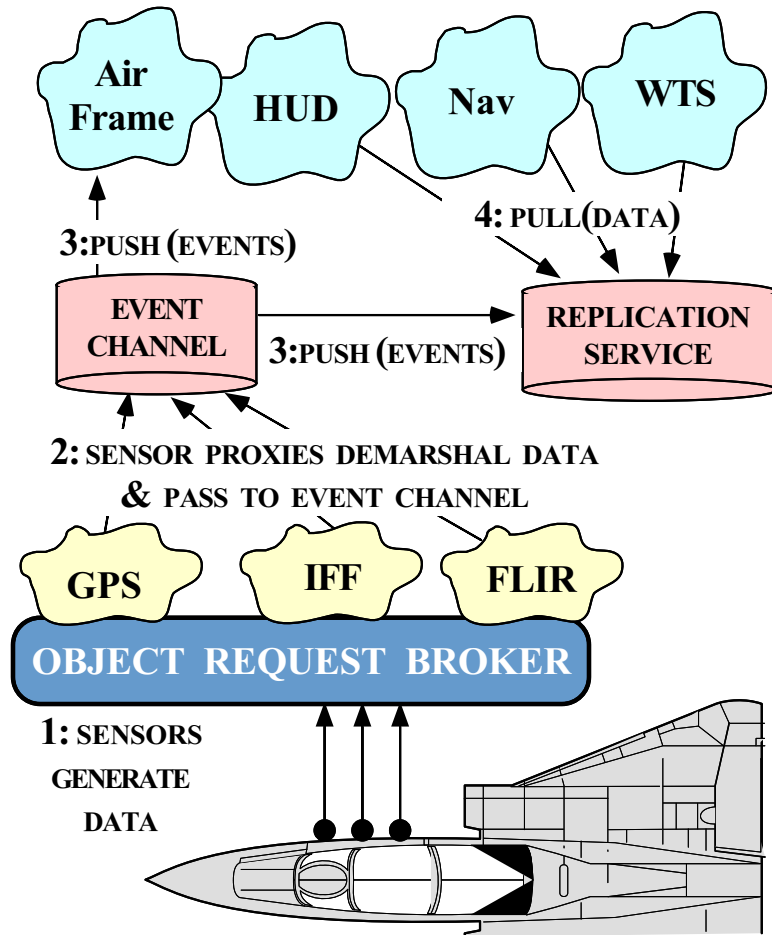 Air
Frame
HUD
Nav
WTS
4: PULL(DATA)
3:PUSH (EVENTS)
EVENT
CHANNEL
REPLICATION
SERVICE
3:PUSH (EVENTS)
2: SENSOR PROXIES DEMARSHAL DATA
& PASS TO EVENT CHANNEL
GPS
IFF
FLIR
OBJECT REQUEST BROKER
1: SENSORS
GENERATE
DATA